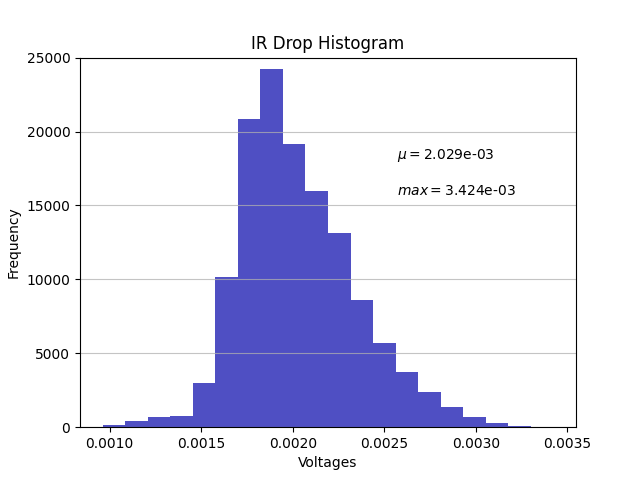 IR Drop Histogram
25000
20000
15000
10000
5000
0
Frequency
μ = 2.029e-03
max = 3.424e-03
0.0010 0.0015 0.0020 0.0025 0.0030 0.0035
Voltages